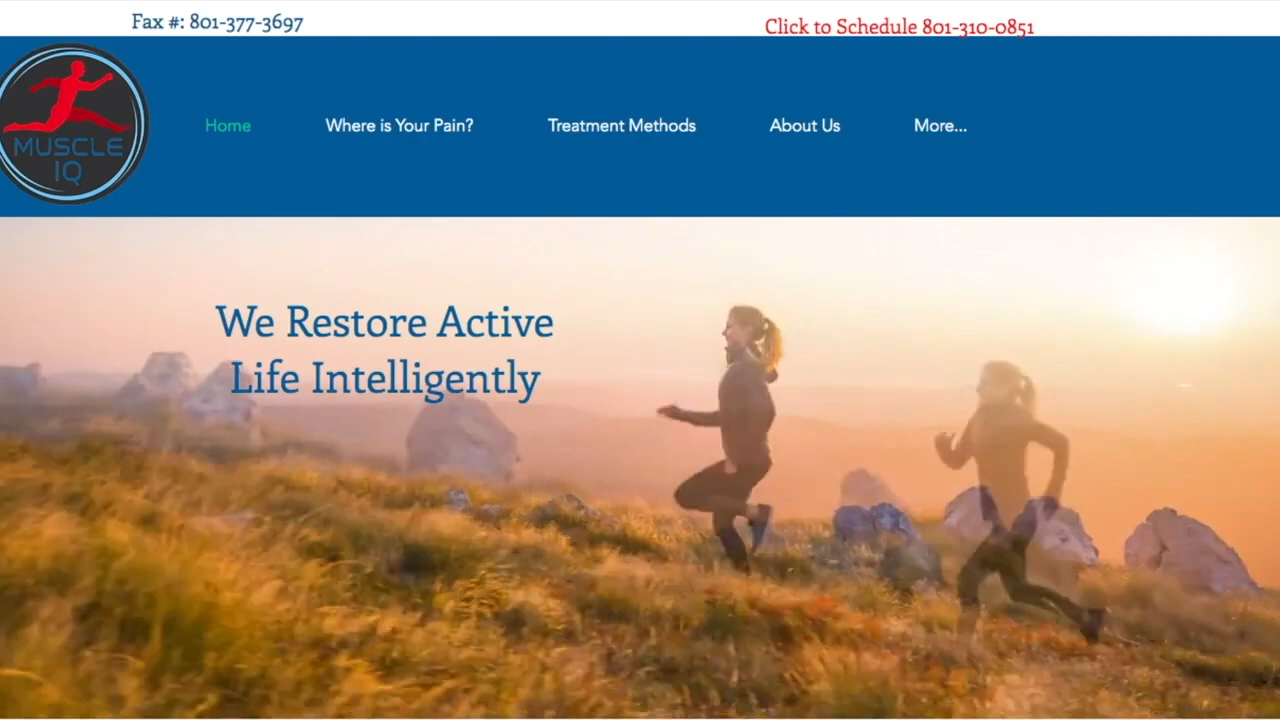 Fax #: 801-377-3697
Click to Schedule 801-310-0851
MUSCLE
IQ
Home
Where is Your Pain?
Treatment Methods
About Us
More...
We Restore Active
Life Intelligently